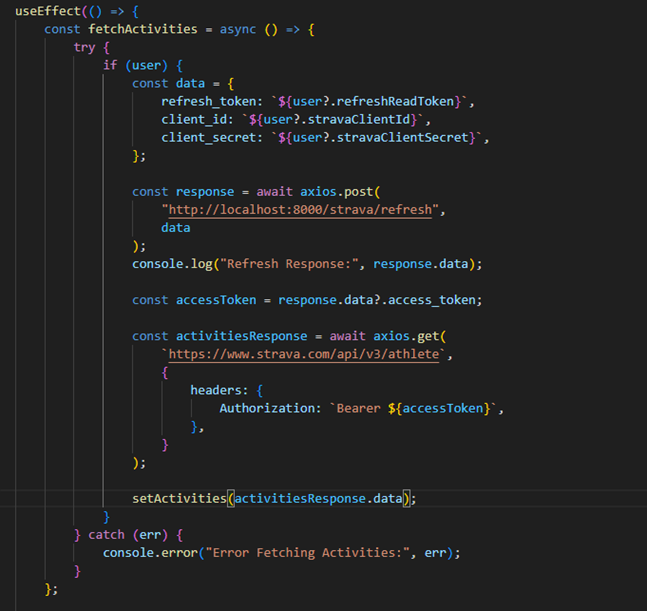 useEffect(() => {
const fetchActivities = async () => {
try {
if (user) {
const data = {
refresh_token: `${user?.refreshReadToken}`,
client_id: `${user?.stravaClientId}`,
client_secret: `${user?.stravaClientSecret}`,
};
const response = await axios.post(
"http://localhost:8000/strava/refresh",
data
);
console.log("Refresh Response:", response.data);
const accessToken = response.data?.access_token;
const activitiesResponse = await axios.get(
`https://www.strava.com/api/v3/athlete`,
{
headers: {
Authorization: `Bearer ${accessToken}`,
},
}
);
setActivities(activitiesResponse.data);
}
} catch (err) {
console.error("Error Fetching Activities:", err);
}
};